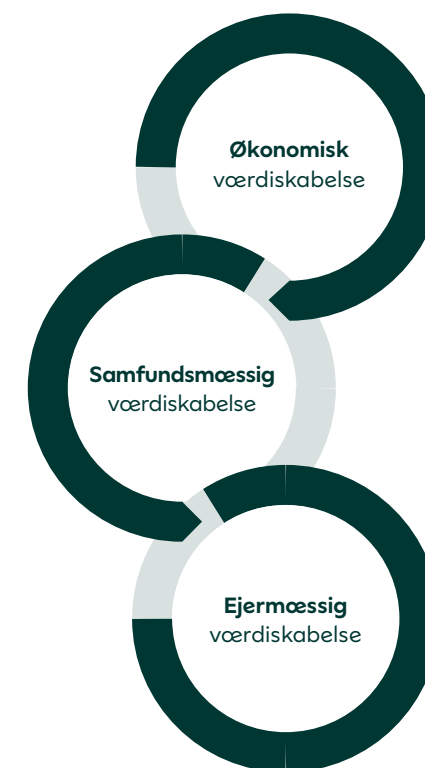 Økonomisk
værdiskabelse
Samfundsmæssig
værdiskabelse
Ejermæssig
værdiskabelse